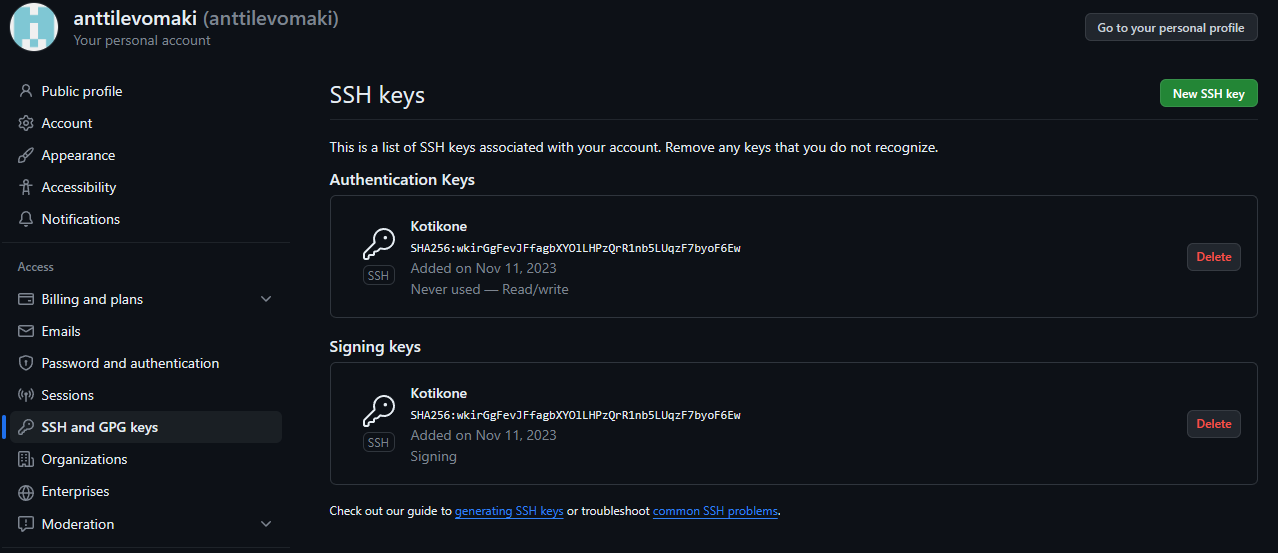 anttilevomaki (anttilevomaki)
Your personal account
Go to your personal profile
Public profile
Account
Appearance
Accessibility
Notifications
Access
Billing and plans
Emails
Password and authentication
Sessions
SSH and GPG keys
Organizations
Enterprises
Moderation
SSH keys
New SSH key
This is a list of SSH keys associated with your account. Remove any keys that you do not recognize.
Authentication Keys
Kotikone
SHA256:wkirGgFevJFfagbXYOlLHPzQrR1nb5LUqzF7byoF6Ew
SSH
Added on Nov 11, 2023
Never used — Read/write
Delete
Signing keys
Kotikone
SHA256:wkirGgFevJFfagbXYOlLHPzQrR1nb5LUqzF7byoF6Ew
SSH
Added on Nov 11, 2023
Signing
Delete
Check out our guide to generating SSH keys or troubleshoot common SSH problems.